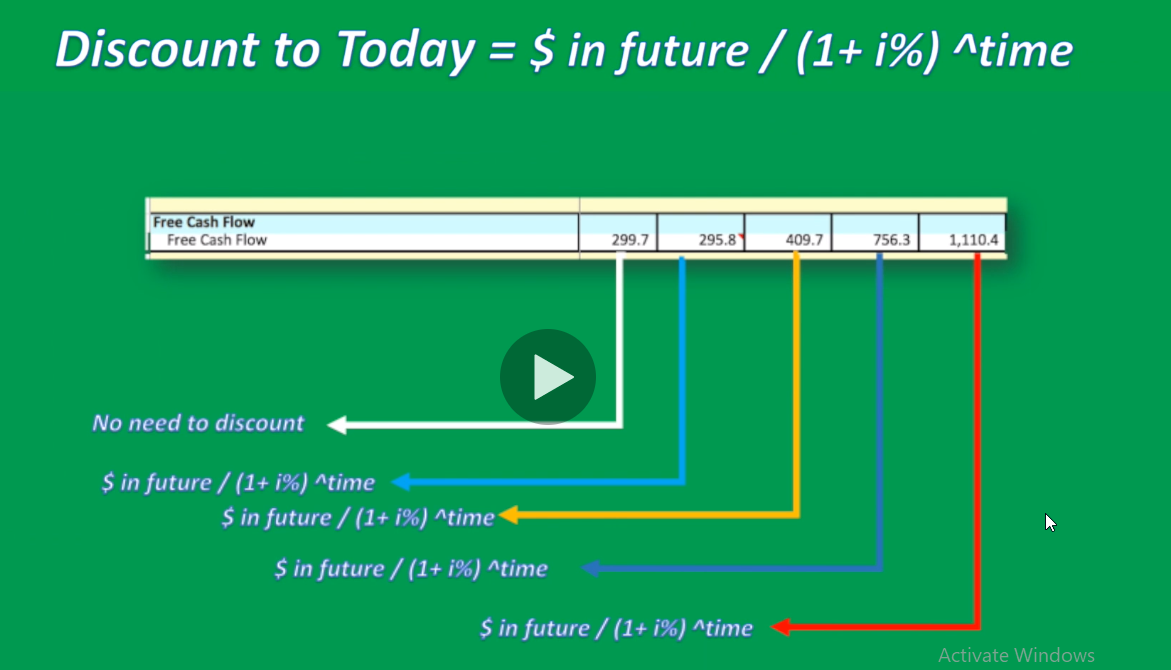 Discount to Today = $ in future / (1+ i%) ^time
Free Cash Flow
Free Cash Flow 299.7 295.8 409.7 756.3 1,110.4
No need to discount
$ in future / (1+ i%) ^time
$ in future / (1+ i%) ^time
$ in future / (1+ i%) ^time
$ in future / (1+ i%) ^time
Activate Windows